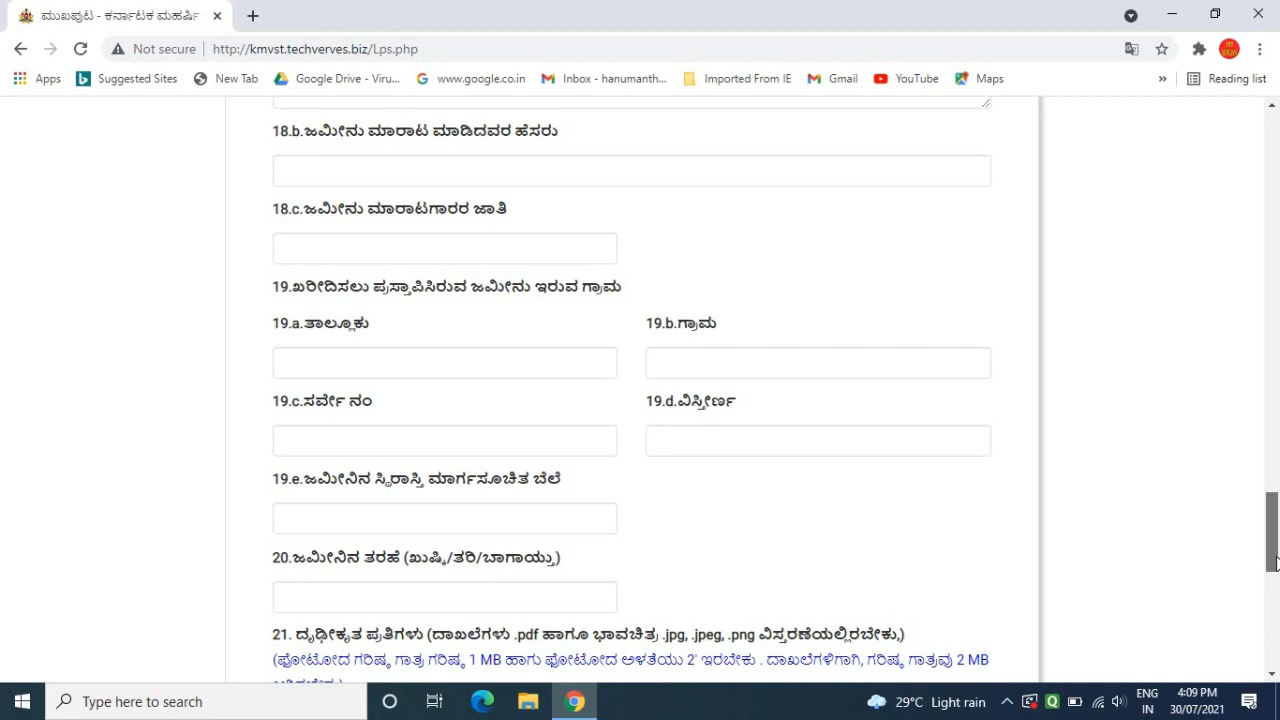 ಮುಖಪುಟ - ಕರ್ನಾಟಕ ಮಹರ್ಷಿ
Not secure http://kmvst.techverves.biz/Lps.php
Apps Suggested Sites New Tab Google Drive - Viru... www.google.co.in Inbox - hanumanth... Imported From IE Gmail YouTube Maps » Reading list
18.b.ಜಮೀನು ಮಾರಾಟ ಮಾಡಿದವರ ಹೆಸರು
18.c.ಜಮೀನು ಮಾರಾಟಗಾರರ ಜಾತಿ
19.ಖರೀದಿಸಲು ಪ್ರಸ್ತಾಪಿಸಿರುವ ಜಮೀನು ಇರುವ ಗ್ರಾಮ
19.a.ತಾಲ್ಲೂಕು 19.b.ಗ್ರಾಮ
19.c.ಸರ್ವೇ ನಂ 19.d.ವಿಸ್ತೀರ್ಣ
19.e.ಜಮೀನಿನ ಸ್ಥಿರಾಸ್ತಿ ಮಾರ್ಗಸೂಚಿತ ಬೆಲೆ
20.ಜಮೀನಿನ ತರಹೆ (ಖುಷ್ಕಿ/ತರಿ/ಬಾಗಾಯ್ತು)
21. ದೃಢೀಕೃತ ಪ್ರತಿಗಳು (ದಾಖಲೆಗಳು .pdf ಹಾಗೂ ಭಾವಚಿತ್ರ .jpg, .jpeg, .png ವಿಸ್ತರಣೆಯಲ್ಲಿರಬೇಕು,)
(ಫೋಟೋದ ಗರಿಷ್ಠ ಗಾತ್ರ ಗರಿಷ್ಠ 1 MB ಹಾಗು ಫೋಟೋದ ಅಳತೆಯು 2' ಇರಬೇಕು . ದಾಖಲೆಗಳಿಗಾಗಿ, ಗರಿಷ್ಠ ಗಾತ್ರವು 2 MB
Type here to search 29°C Light rain ENG IN 4:09 PM 30/07/2021